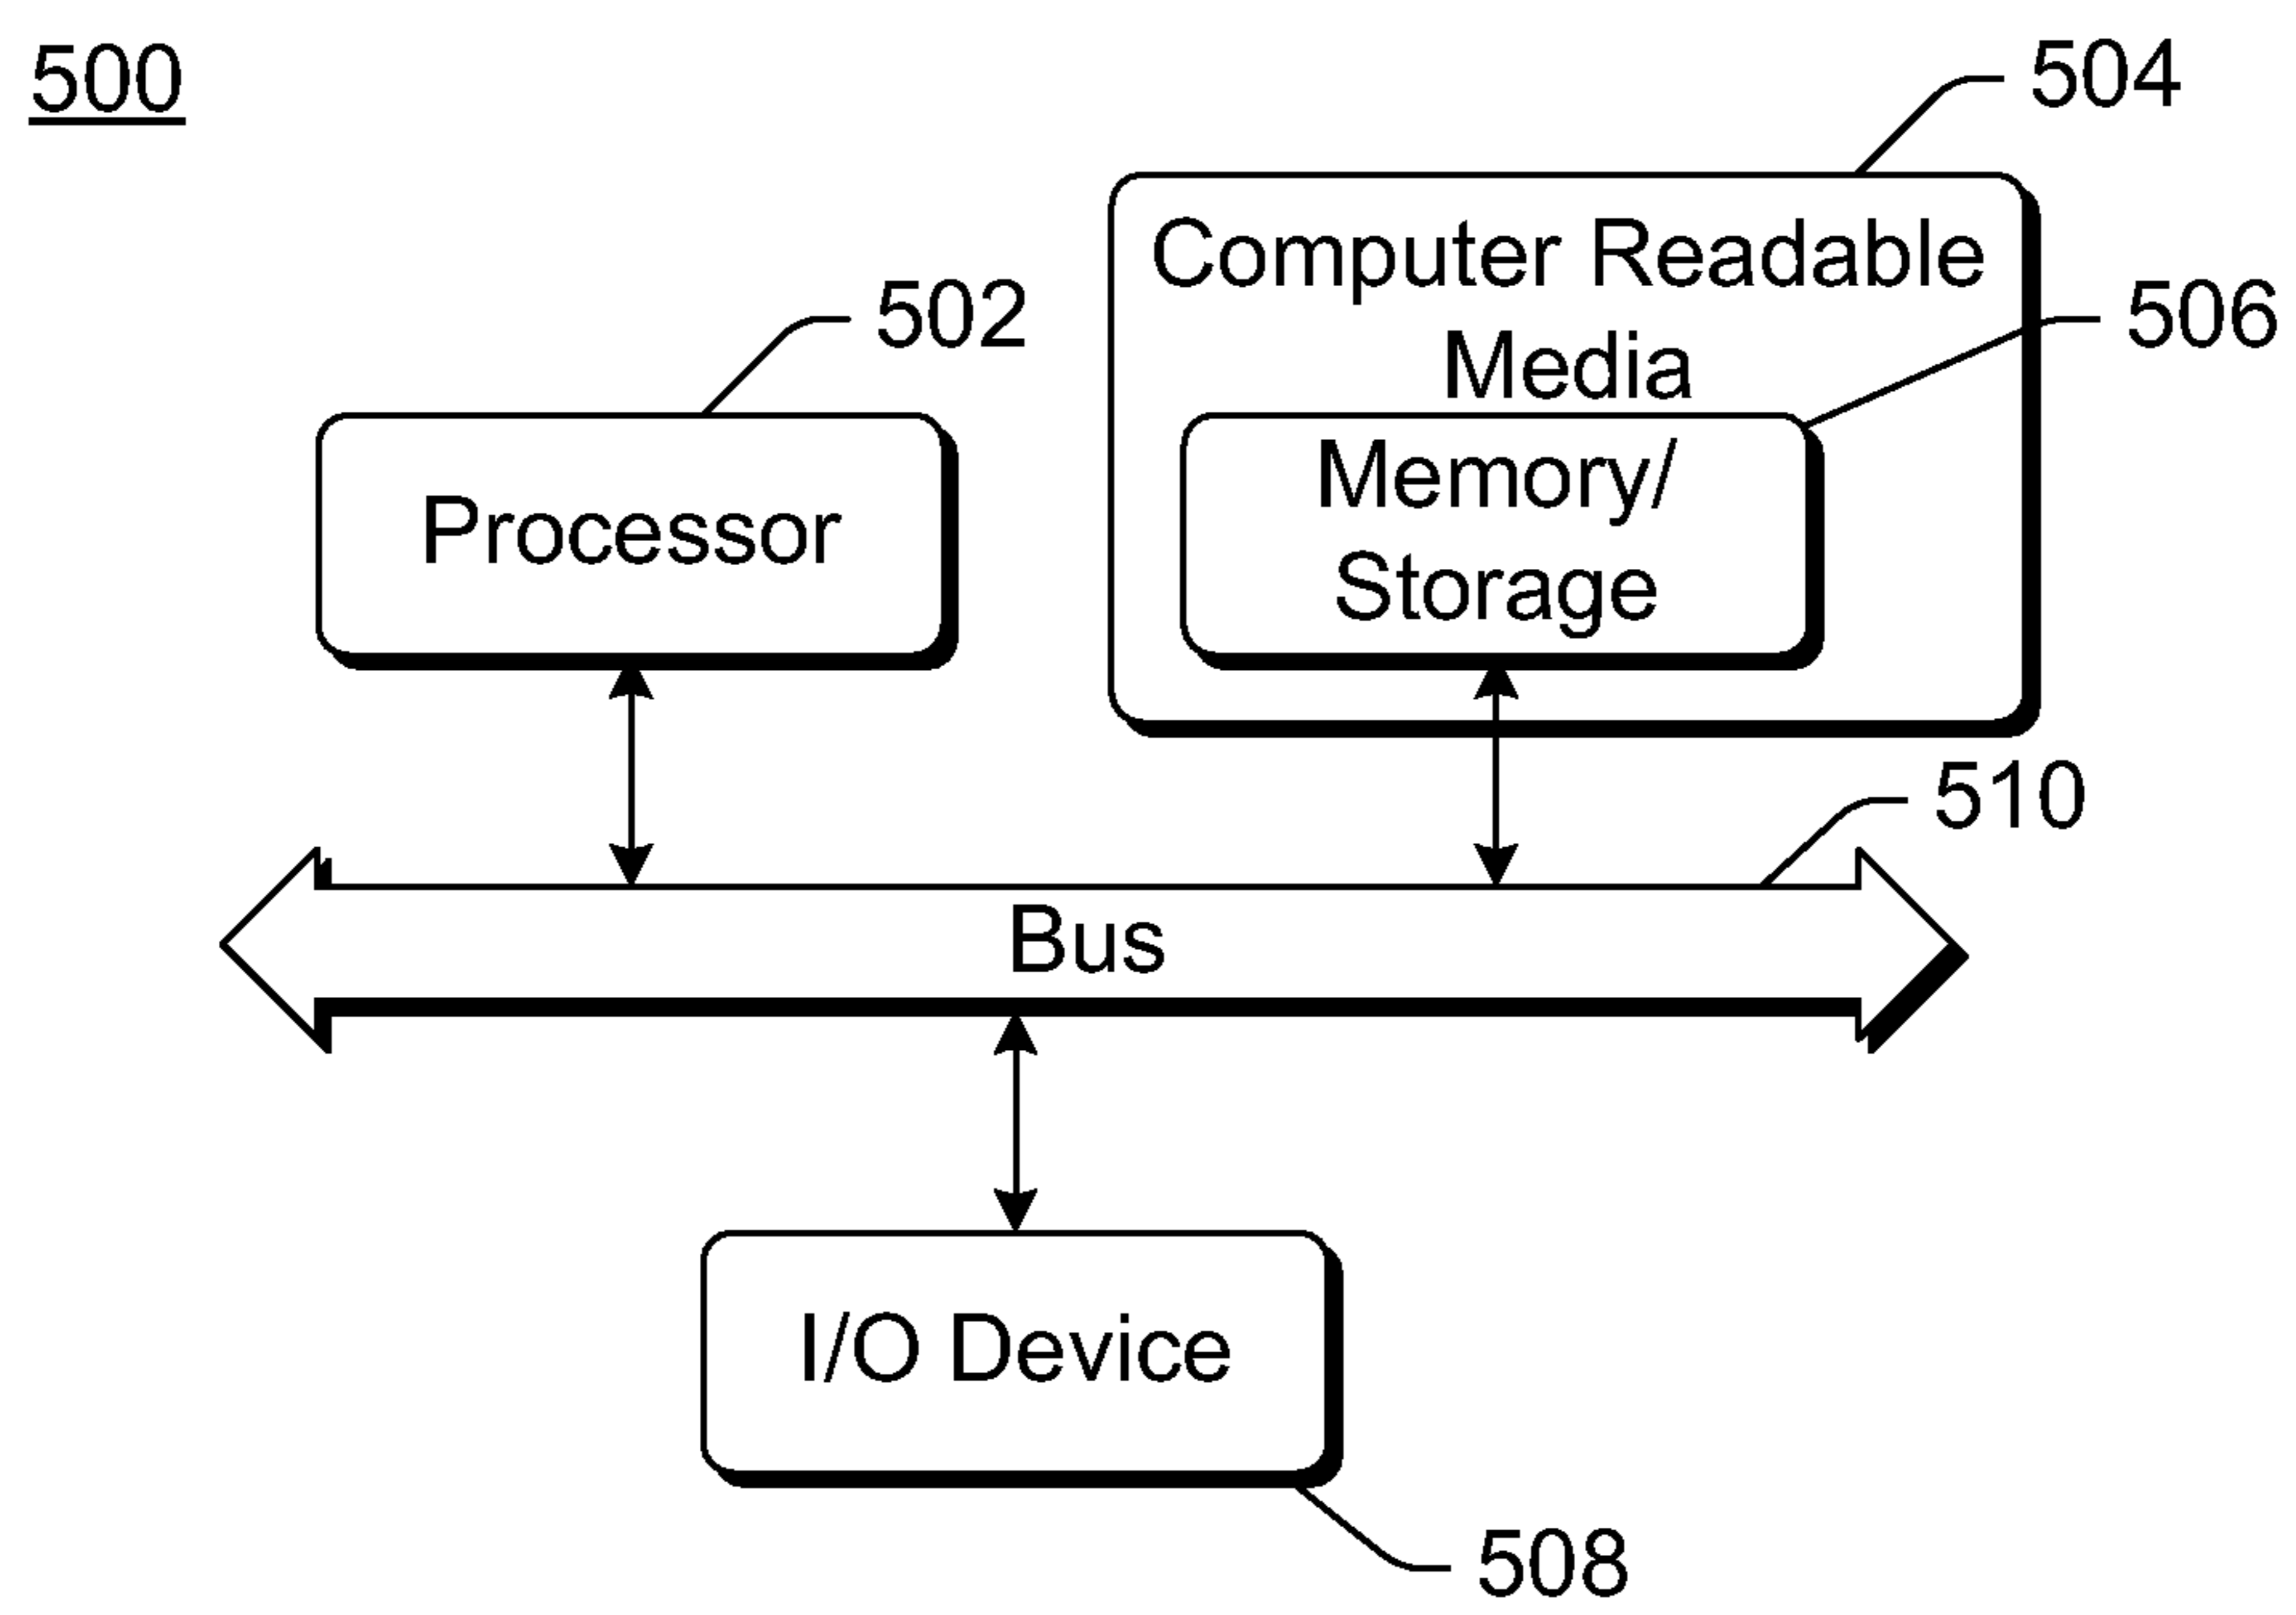 500
504
Computer Readable
Media
506
502
Memory/
Storage
Processor
510
Bus
I/O Device
508